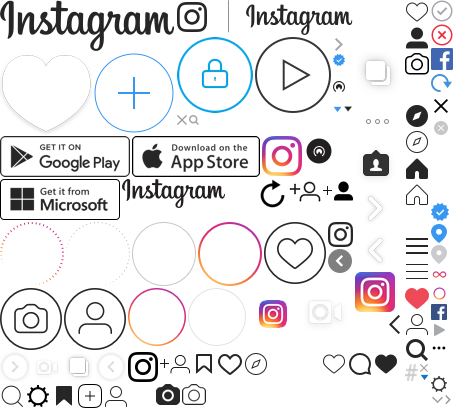 Instagram
Instagram
GET IT ON
Google Play
Download on the
App Store
Get it from
Microsoft
Instagram
#